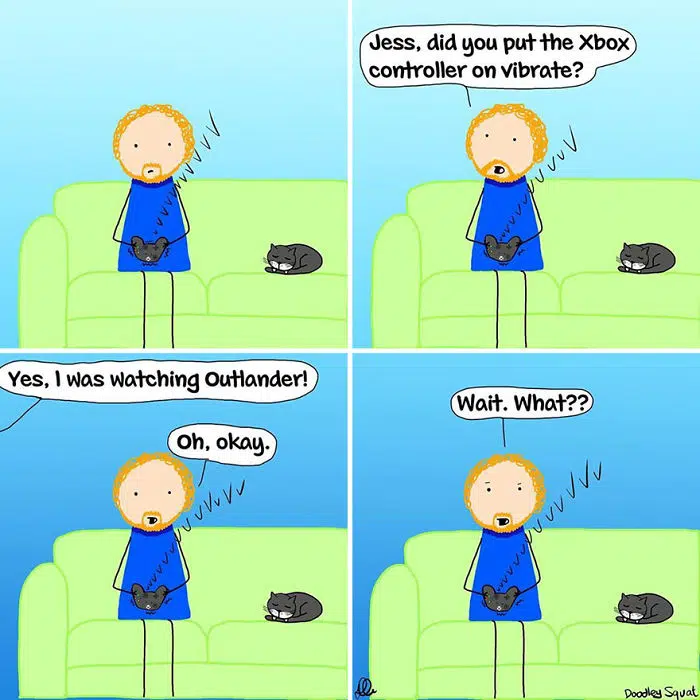 Jess, did you put the Xbox
controller on vibrate?
Yes, I was watching Outlander!
Oh, okay.
Wait. What??
Doodley Squat